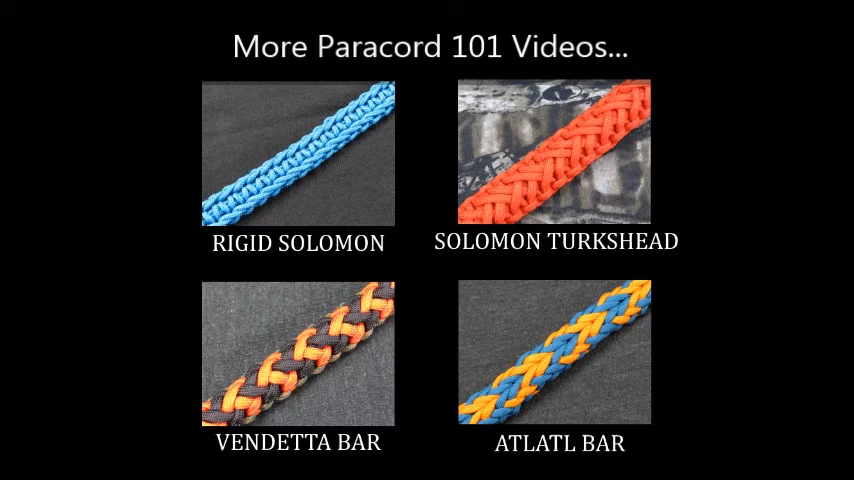 More Paracord 101 Videos...
RIGID SOLOMON
SOLOMON TURKSHEAD
VENDETTA BAR
ATLATL BAR